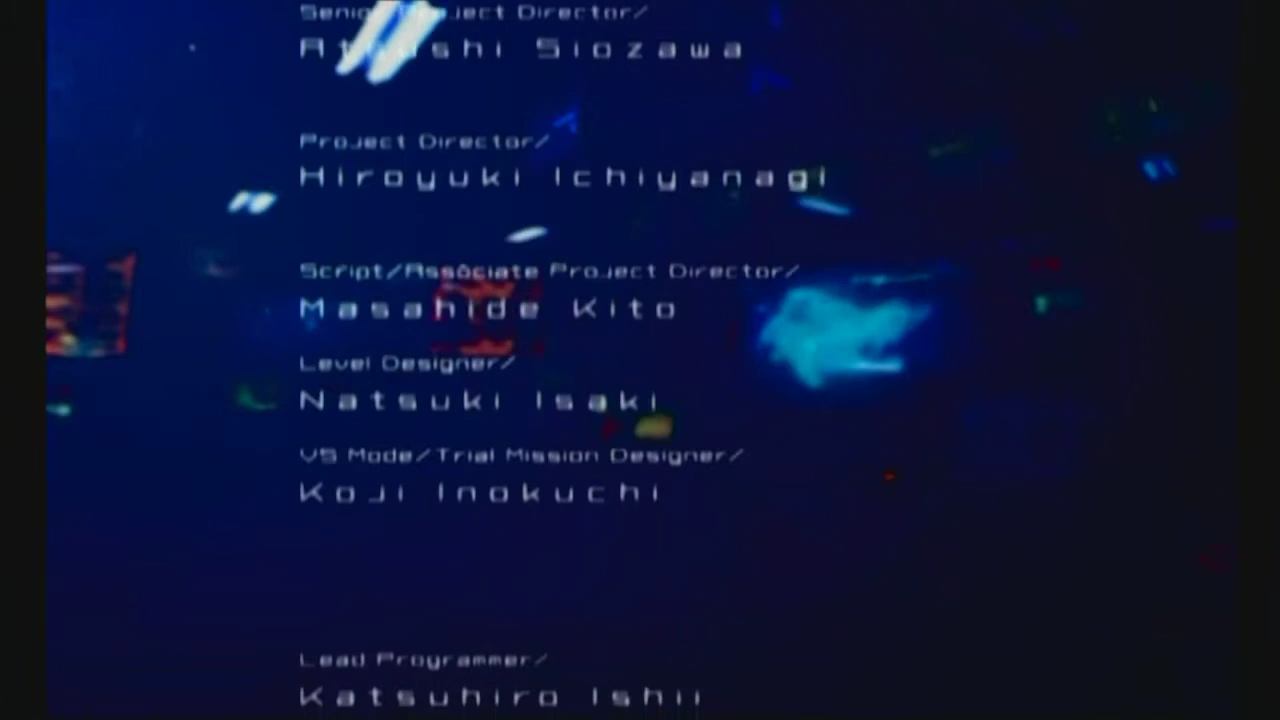 Senior Project Director/
Atsushi Siozawa
Project Director/
Hiroyuki Ichiyanagi
Script/Associate Project Director/
Masahide Kito
Level Designer/
Natsuki Isaki
VS Mode/Trial Mission Designer/
Koji Inokuchi
Lead Programmer/
Katsuhiro Ishii